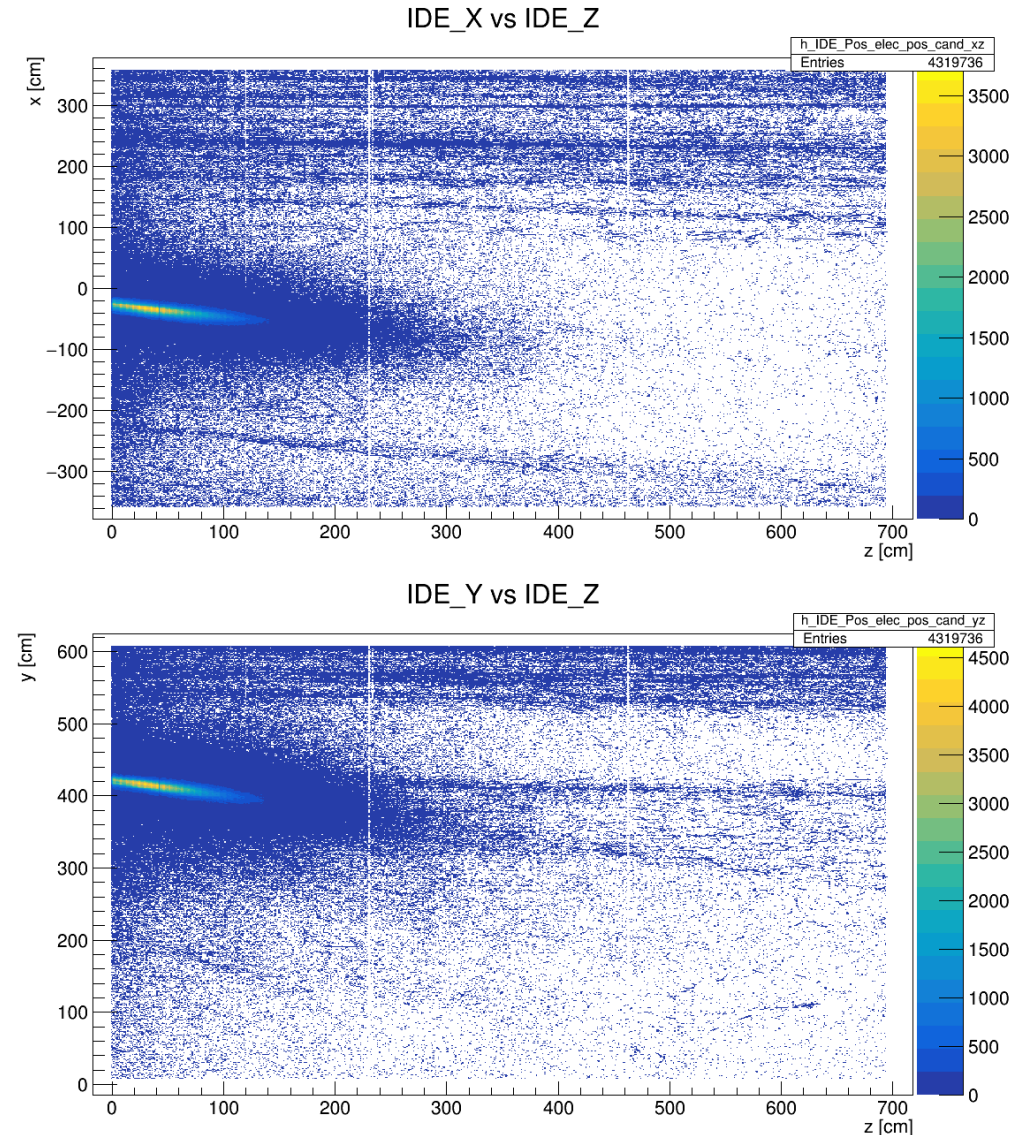 IDE_X vs IDE_Z
h_IDE_Pos_elec_pos_cand_xz
Entries 4319736
x [cm]
300
200
100
0
−100
−200
−300
0 100 200 300 400 500 600 700
z [cm]
3500
3000
2500
2000
1500
1000
500
0
IDE_Y vs IDE_Z
h_IDE_Pos_elec_pos_cand_yz
Entries 4319736
y [cm]
600
500
400
300
200
100
0
0 100 200 300 400 500 600 700
z [cm]
4500
4000
3500
3000
2500
2000
1500
1000
500
0